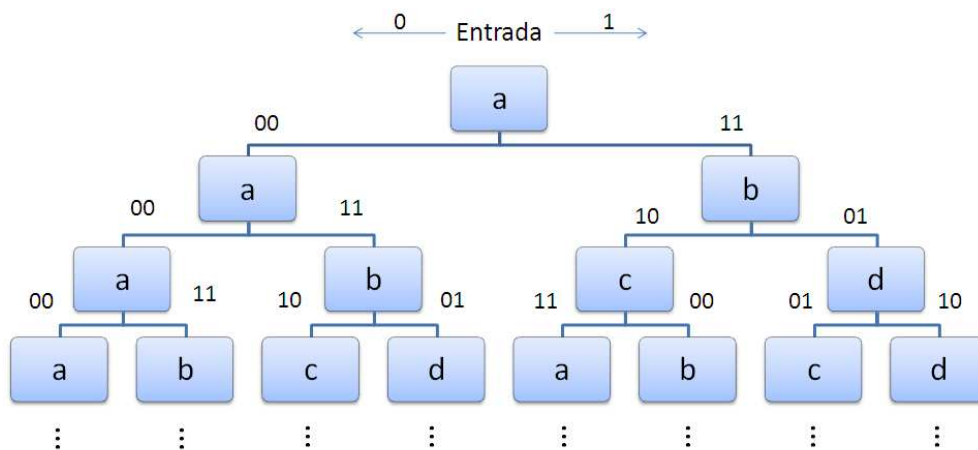 0 Entrada 1
a
00 11
a b
00 11 10 01
a b c d
00 11 10 01 11 00 01 10
a b c d a b c d
⋮ ⋮ ⋮ ⋮ ⋮ ⋮ ⋮ ⋮